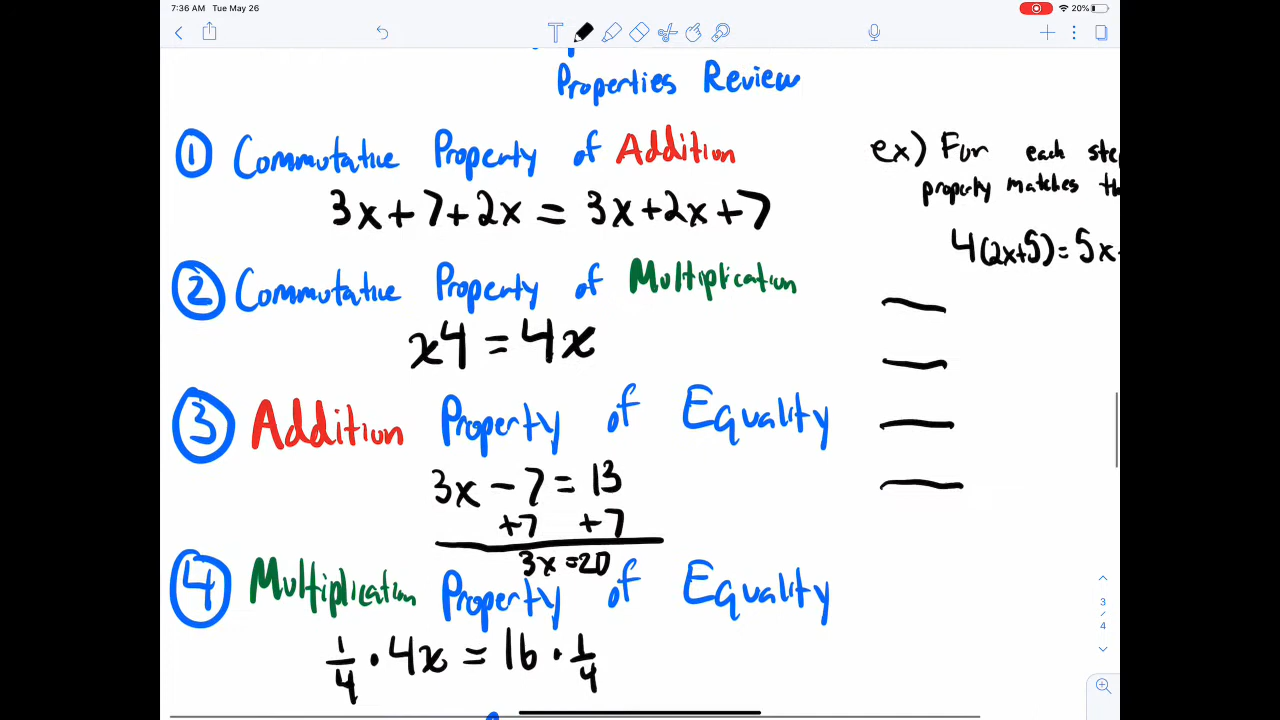 7:36 AM Tue May 26
20%
Properties Review
① Commutative Property of Addition
3x+7+2x = 3x+2x+7
② Commutative Property of Multiplication
x4 = 4x
③ Addition Property of Equality
3x - 7 = 13
+7 +7
3x = 20
④ Multiplication Property of Equality
1/4 · 4x = 16 · 1/4
ex) For each ste
property matches th
4(2x+5) = 5x
3
/
4